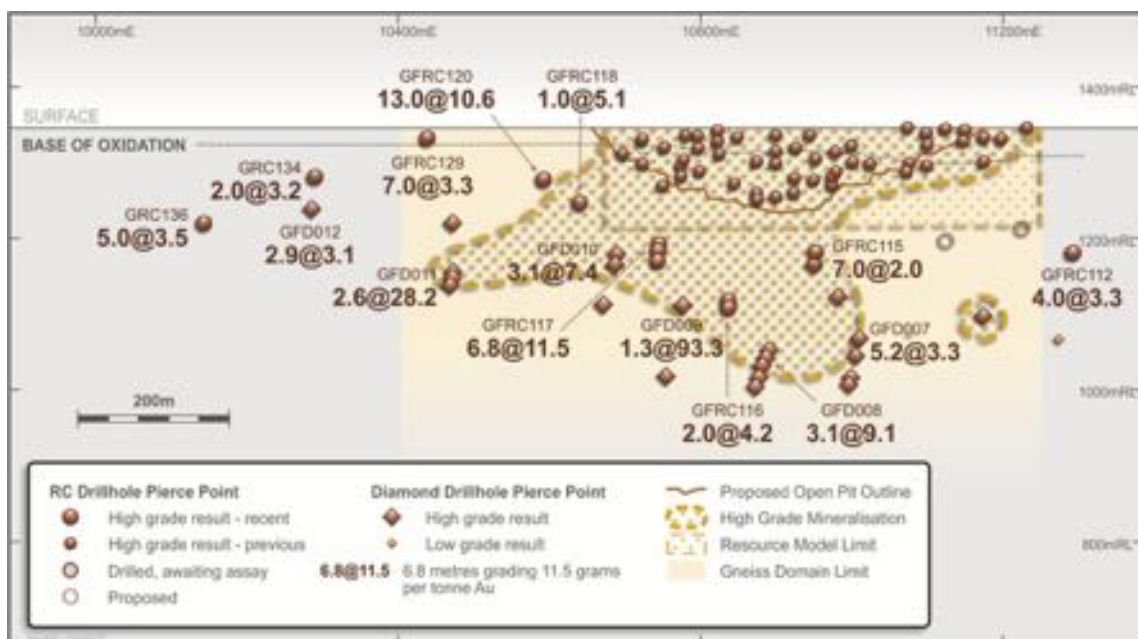 10000mE 10400mE 10800mE 11200mE
GFRC120 GFRC118
13.0@10.6 1.0@5.1
1400mRL
SURFACE
BASE OF OXIDATION
GRC134
2.0@3.2
GFRC129
7.0@3.3
GRC136
5.0@3.5
GFD012
2.9@3.1
1200mRL
GFD010
3.1@7.4
GFRC115
7.0@2.0
GFD011
2.6@28.2
GFRC112
4.0@3.3
GFRC117
6.8@11.5
GFD009
1.3@93.3
GFD007
5.2@3.3
200m
1000mRL
GFRC116
2.0@4.2
GFD008
3.1@9.1
RC Drillhole Pierce Point
High grade result - recent
High grade result - previous
Drilled, awaiting assay
Proposed
Diamond Drillhole Pierce Point
High grade result
Low grade result
6.8@11.5 6.8 metres grading 11.5 grams
per tonne Au
Proposed Open Pit Outline
High Grade Mineralisation
Resource Model Limit
Gneiss Domain Limit
800mRL